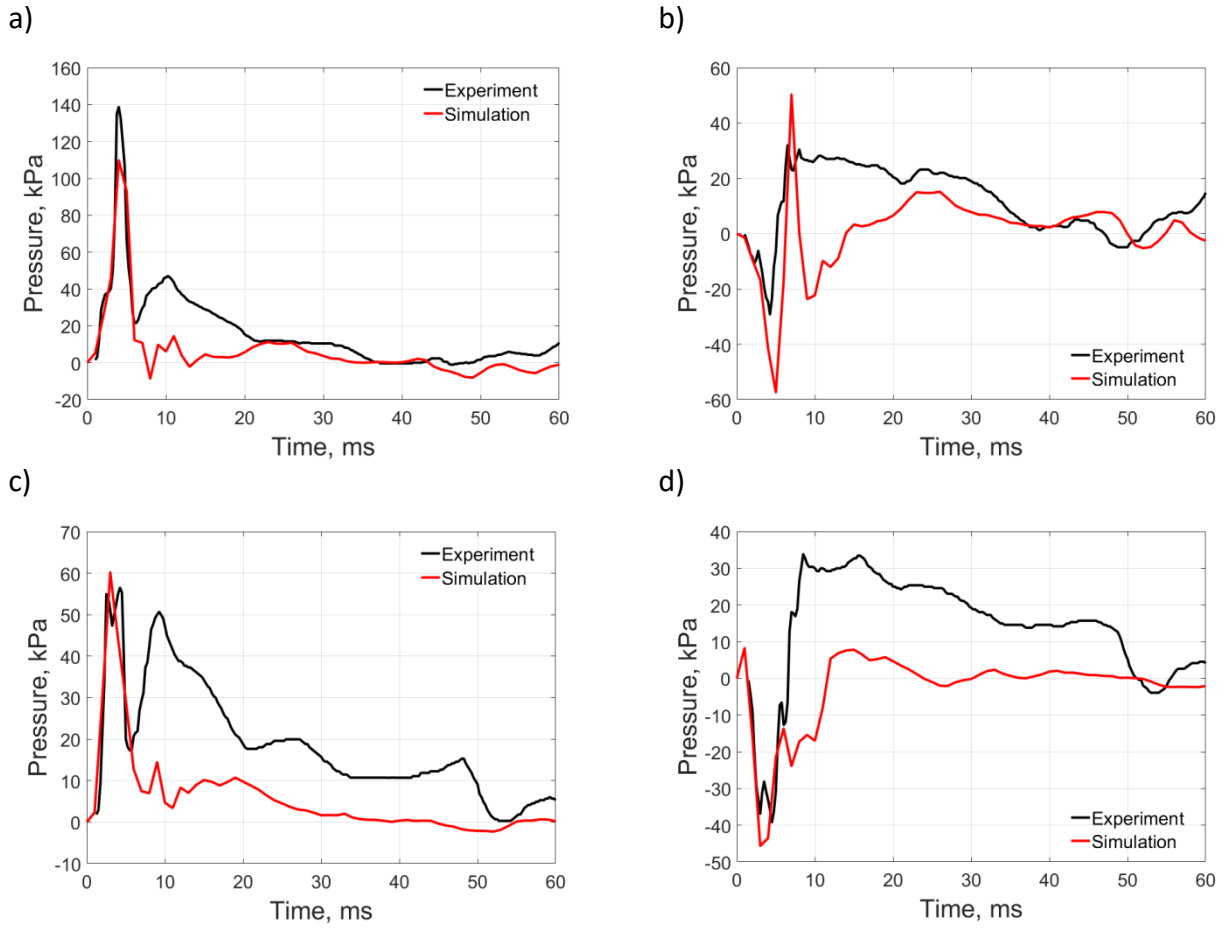 a)
160
140
120
100
80
60
40
20
0
-20
Pressure, kPa
Experiment
Simulation
0 10 20 30 40 50 60
Time, ms
b)
60
40
20
0
-20
-40
-60
Pressure, kPa
Experiment
Simulation
0 10 20 30 40 50 60
Time, ms
c)
70
60
50
40
30
20
10
0
-10
Pressure, kPa
Experiment
Simulation
0 10 20 30 40 50 60
Time, ms
d)
40
30
20
10
0
-10
-20
-30
-40
-50
Pressure, kPa
Experiment
Simulation
0 10 20 30 40 50 60
Time, ms